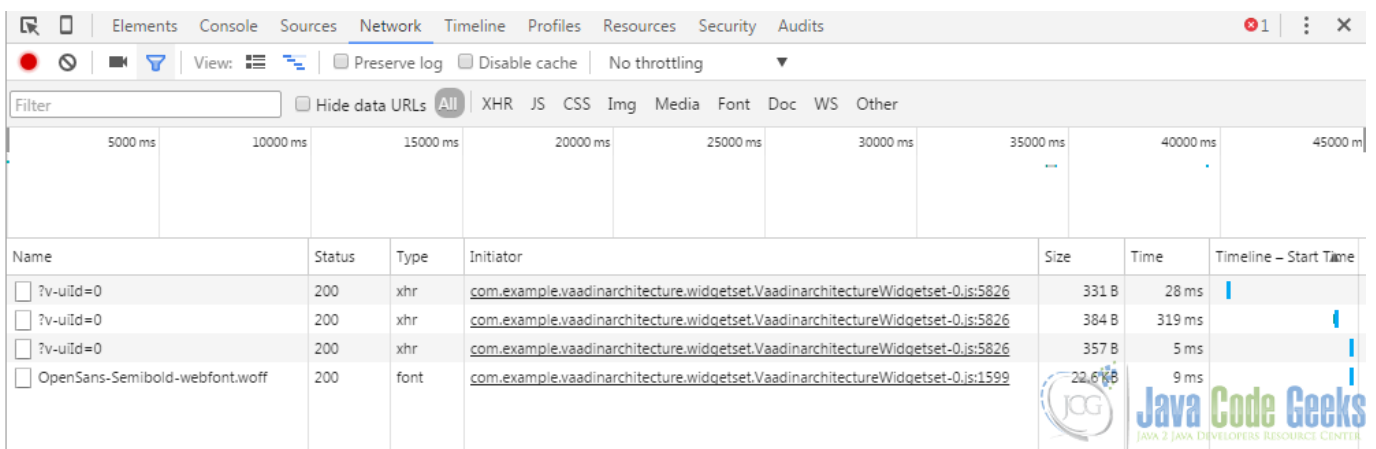 Elements Console Sources Network Timeline Profiles Resources Security Audits 1
View: Preserve log Disable cache No throttling
Filter Hide data URLs All XHR JS CSS Img Media Font Doc WS Other
5000 ms 10000 ms 15000 ms 20000 ms 25000 ms 30000 ms 35000 ms 40000 ms 45000 m
Name Status Type Initiator Size Time Timeline – Start Time
?v-uiId=0 200 xhr com.example.vaadinarchitecture.widgetset.VaadinarchitectureWidgetset-0.js:5826 331 B 28 ms
?v-uiId=0 200 xhr com.example.vaadinarchitecture.widgetset.VaadinarchitectureWidgetset-0.js:5826 384 B 319 ms
?v-uiId=0 200 xhr com.example.vaadinarchitecture.widgetset.VaadinarchitectureWidgetset-0.js:5826 357 B 5 ms
OpenSans-Semibold-webfont.woff 200 font com.example.vaadinarchitecture.widgetset.VaadinarchitectureWidgetset-0.js:1599 22.6 KB 9 ms
JCG Java Code Geeks
JAVA 2 JAVA DEVELOPERS RESOURCE CENTER